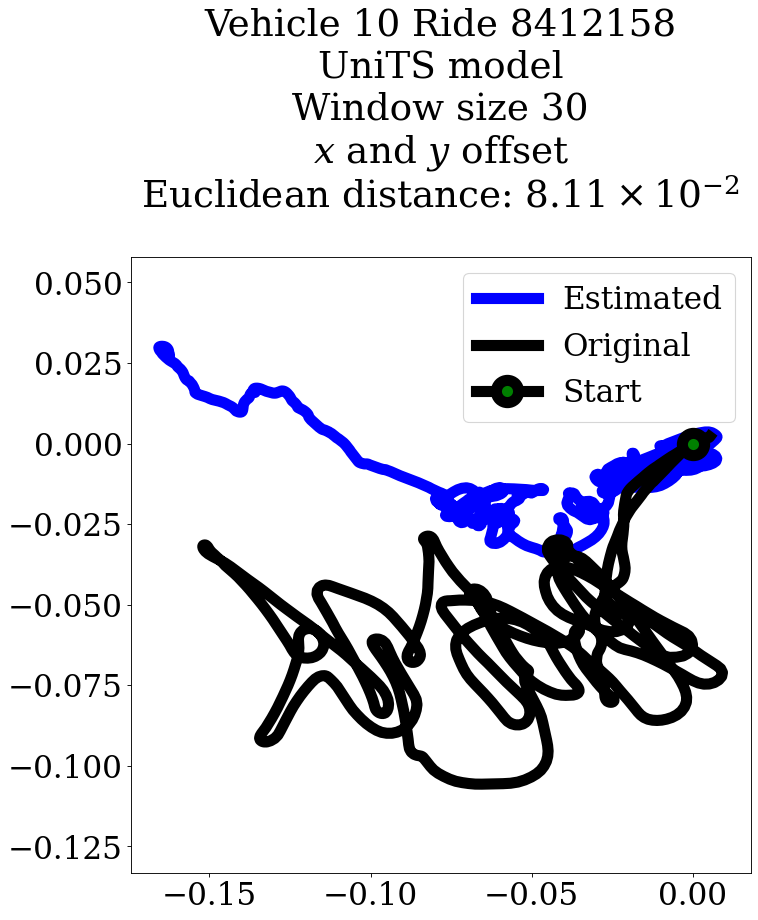 Vehicle 10 Ride 8412158
UniTS model
Window size 30
x and y offset
Euclidean distance: 8.11 × 10⁻²
Estimated
Original
Start
0.050
0.025
0.000
−0.025
−0.050
−0.075
−0.100
−0.125
−0.15 −0.10 −0.05 0.00